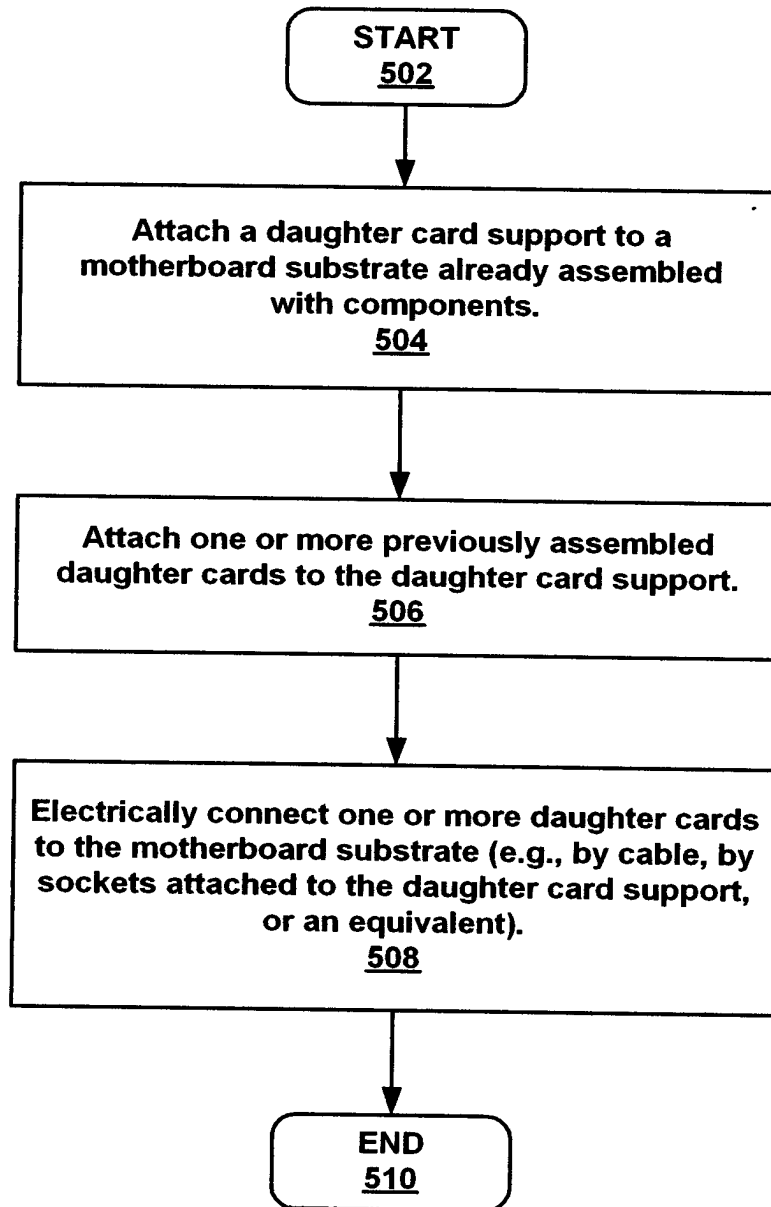 START
502
Attach a daughter card support to a
motherboard substrate already assembled
with components.
504
Attach one or more previously assembled
daughter cards to the daughter card support.
506
Electrically connect one or more daughter cards
to the motherboard substrate (e.g., by cable, by
sockets attached to the daughter card support,
or an equivalent).
508
END
510